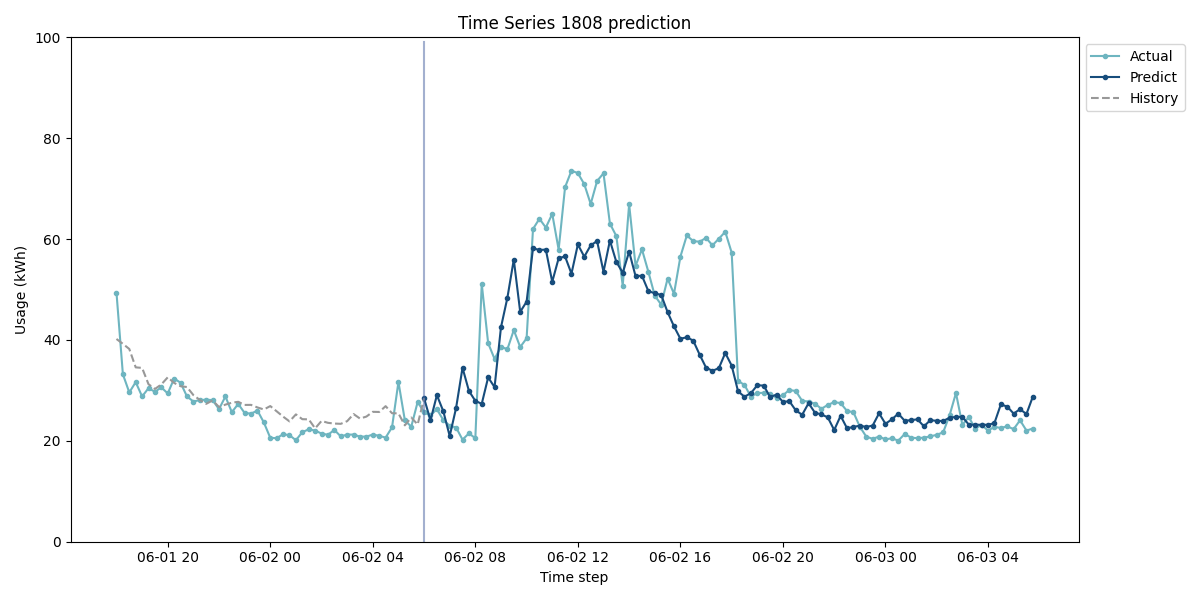 Time Series 1808 prediction
100
80
60
40
20
0
Usage (kWh)
06-01 20
06-02 00
06-02 04
06-02 08
06-02 12
06-02 16
06-02 20
06-03 00
06-03 04
Time step
Actual
Predict
History